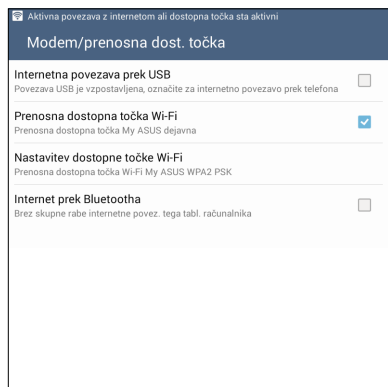 Aktivna povezava z internetom ali dostopna točka sta aktivni
Modem/prenosna dost. točka
Internetna povezava prek USB
Povezava USB je vzpostavljena, označite za internetno povezavo prek telefona
Prenosna dostopna točka Wi-Fi
Prenosna dostopna točka My ASUS dejavna
Nastavitev dostopne točke Wi-Fi
Prenosna dostopna točka Wi-Fi My ASUS WPA2 PSK
Internet prek Bluetootha
Brez skupne rabe internetne povez. tega tabl. računalnika